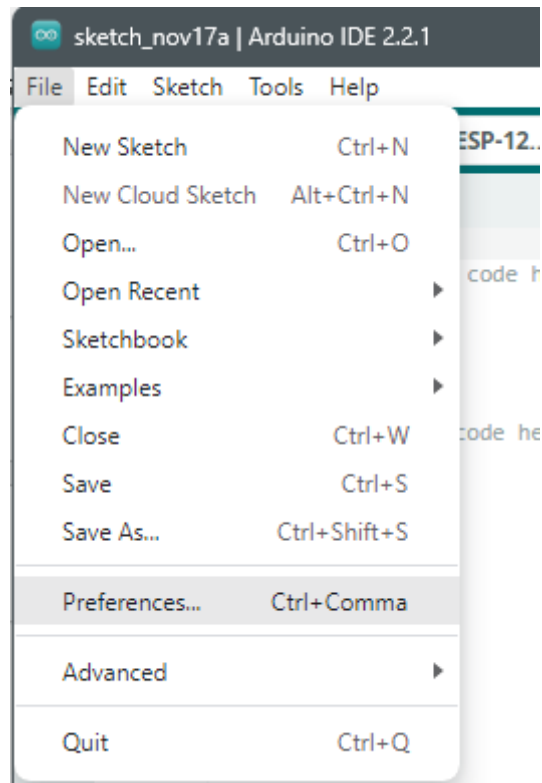 sketch_nov17a | Arduino IDE 2.2.1
File Edit Sketch Tools Help
New Sketch Ctrl+N
ESP-12..
New Cloud Sketch Alt+Ctrl+N
Open... Ctrl+O
code h
Open Recent
Sketchbook
Examples
Close Ctrl+W
code he
Save Ctrl+S
Save As... Ctrl+Shift+S
Preferences... Ctrl+Comma
Advanced
Quit Ctrl+Q